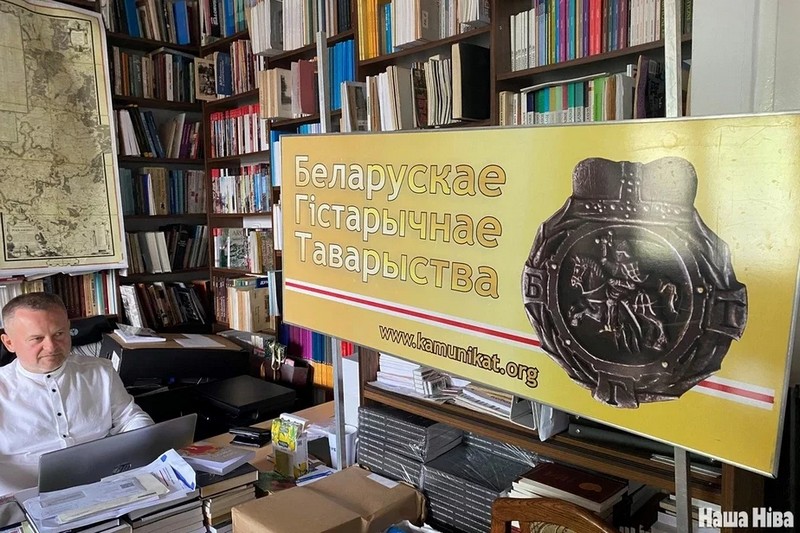 Беларускае
Гістарычнае
Таварыства
www.kamunikat.org
Наша Ніва